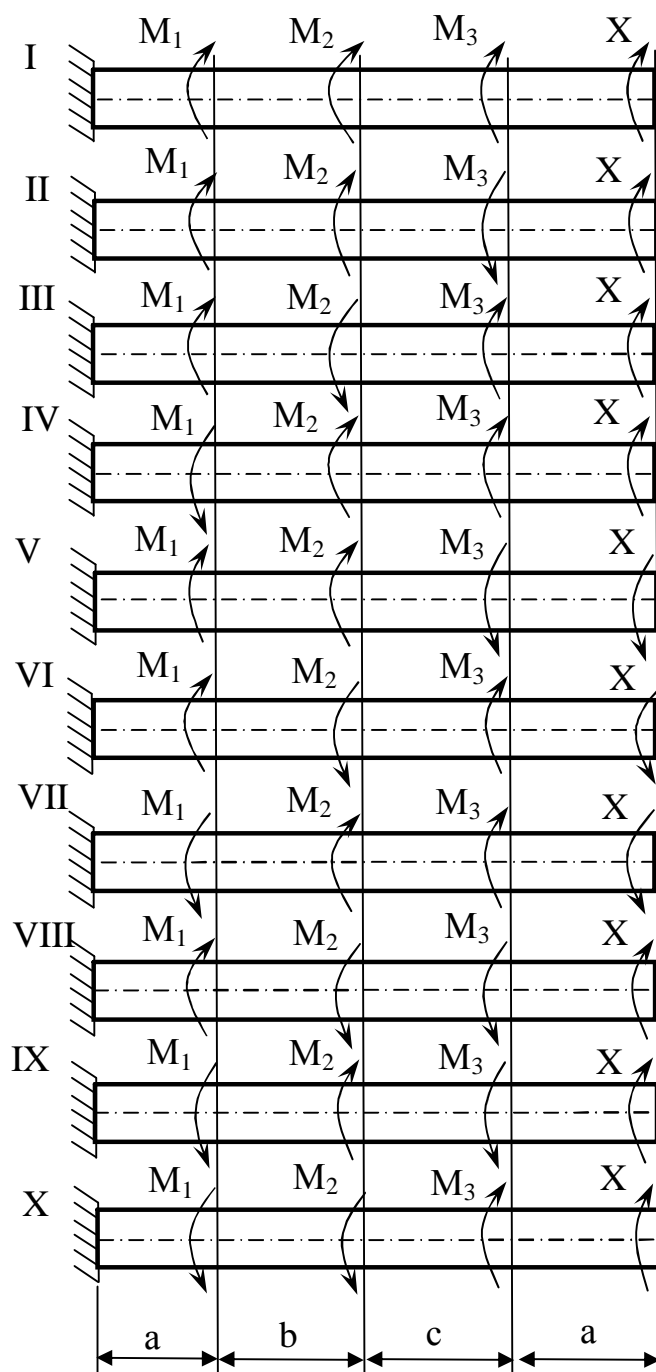 I M₁ M₂ M₃ X
II M₁ M₂ M₃ X
III M₁ M₂ M₃ X
IV M₁ M₂ M₃ X
V M₁ M₂ M₃ X
VI M₁ M₂ M₃ X
VII M₁ M₂ M₃ X
VIII M₁ M₂ M₃ X
IX M₁ M₂ M₃ X
X M₁ M₂ M₃ X
a b c a